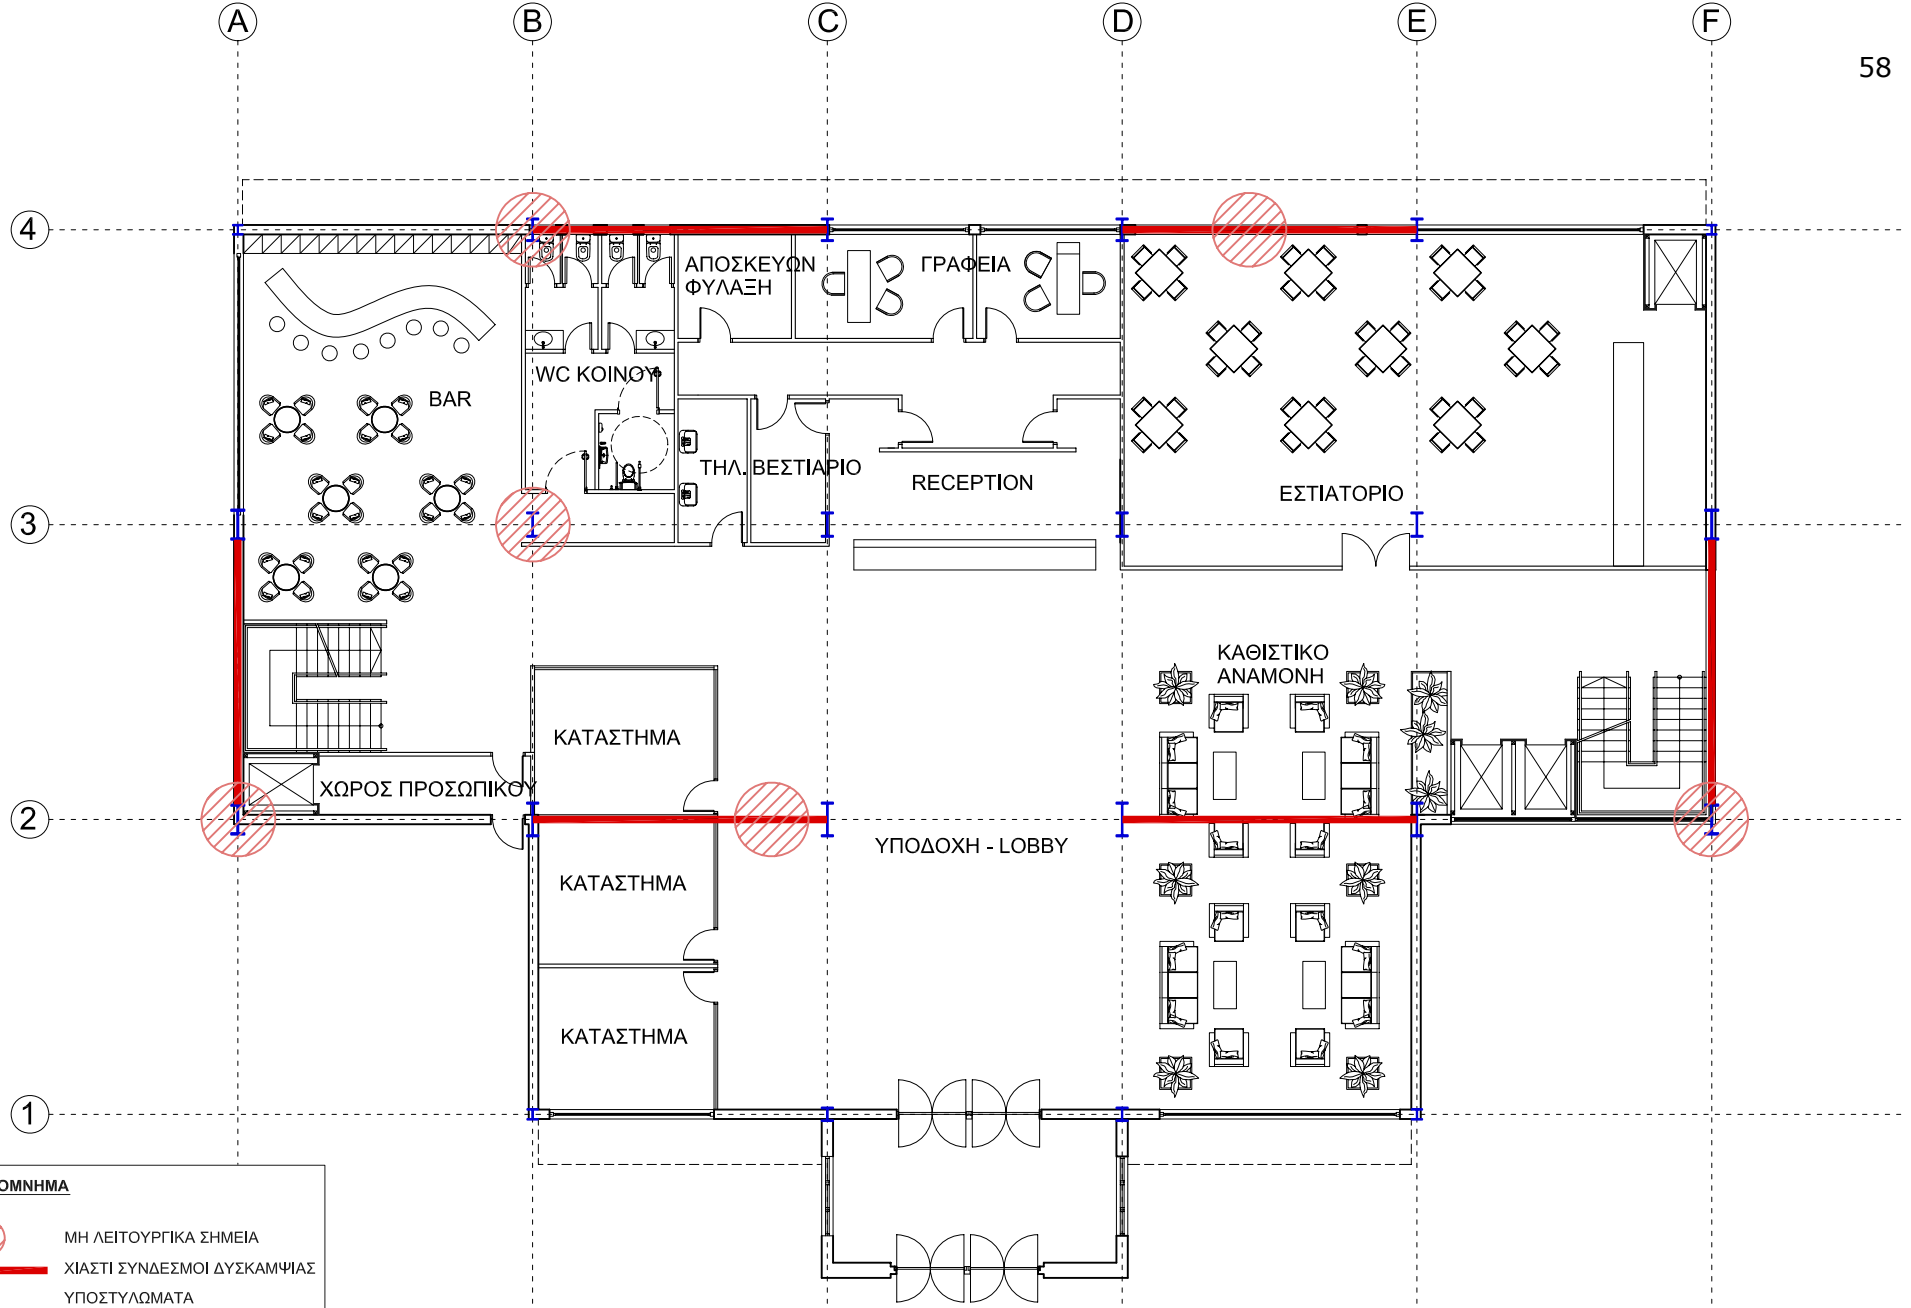 A B C D E F
58
4
ΑΠΟΣΚΕΥΩΝ
ΦΥΛΑΞΗ
ΓΡΑΦΕΙΑ
WC ΚΟΙΝΟΥ
BAR
ΤΗΛ. ΒΕΣΤΙΑΡΙΟ
RECEPTION
ΕΣΤΙΑΤΟΡΙΟ
3
ΚΑΘΙΣΤΙΚΟ
ΑΝΑΜΟΝΗ
ΚΑΤΑΣΤΗΜΑ
ΧΩΡΟΣ ΠΡΟΣΩΠΙΚΟΥ
2
ΥΠΟΔΟΧΗ - LOBBY
ΚΑΤΑΣΤΗΜΑ
ΚΑΤΑΣΤΗΜΑ
1
ΟΜΝΗΜΑ
ΜΗ ΛΕΙΤΟΥΡΓΙΚΑ ΣΗΜΕΙΑ
ΧΙΑΣΤΙ ΣΥΝΔΕΣΜΟΙ ΔΥΣΚΑΜΨΙΑΣ
ΥΠΟΣΤΥΛΩΜΑΤΑ